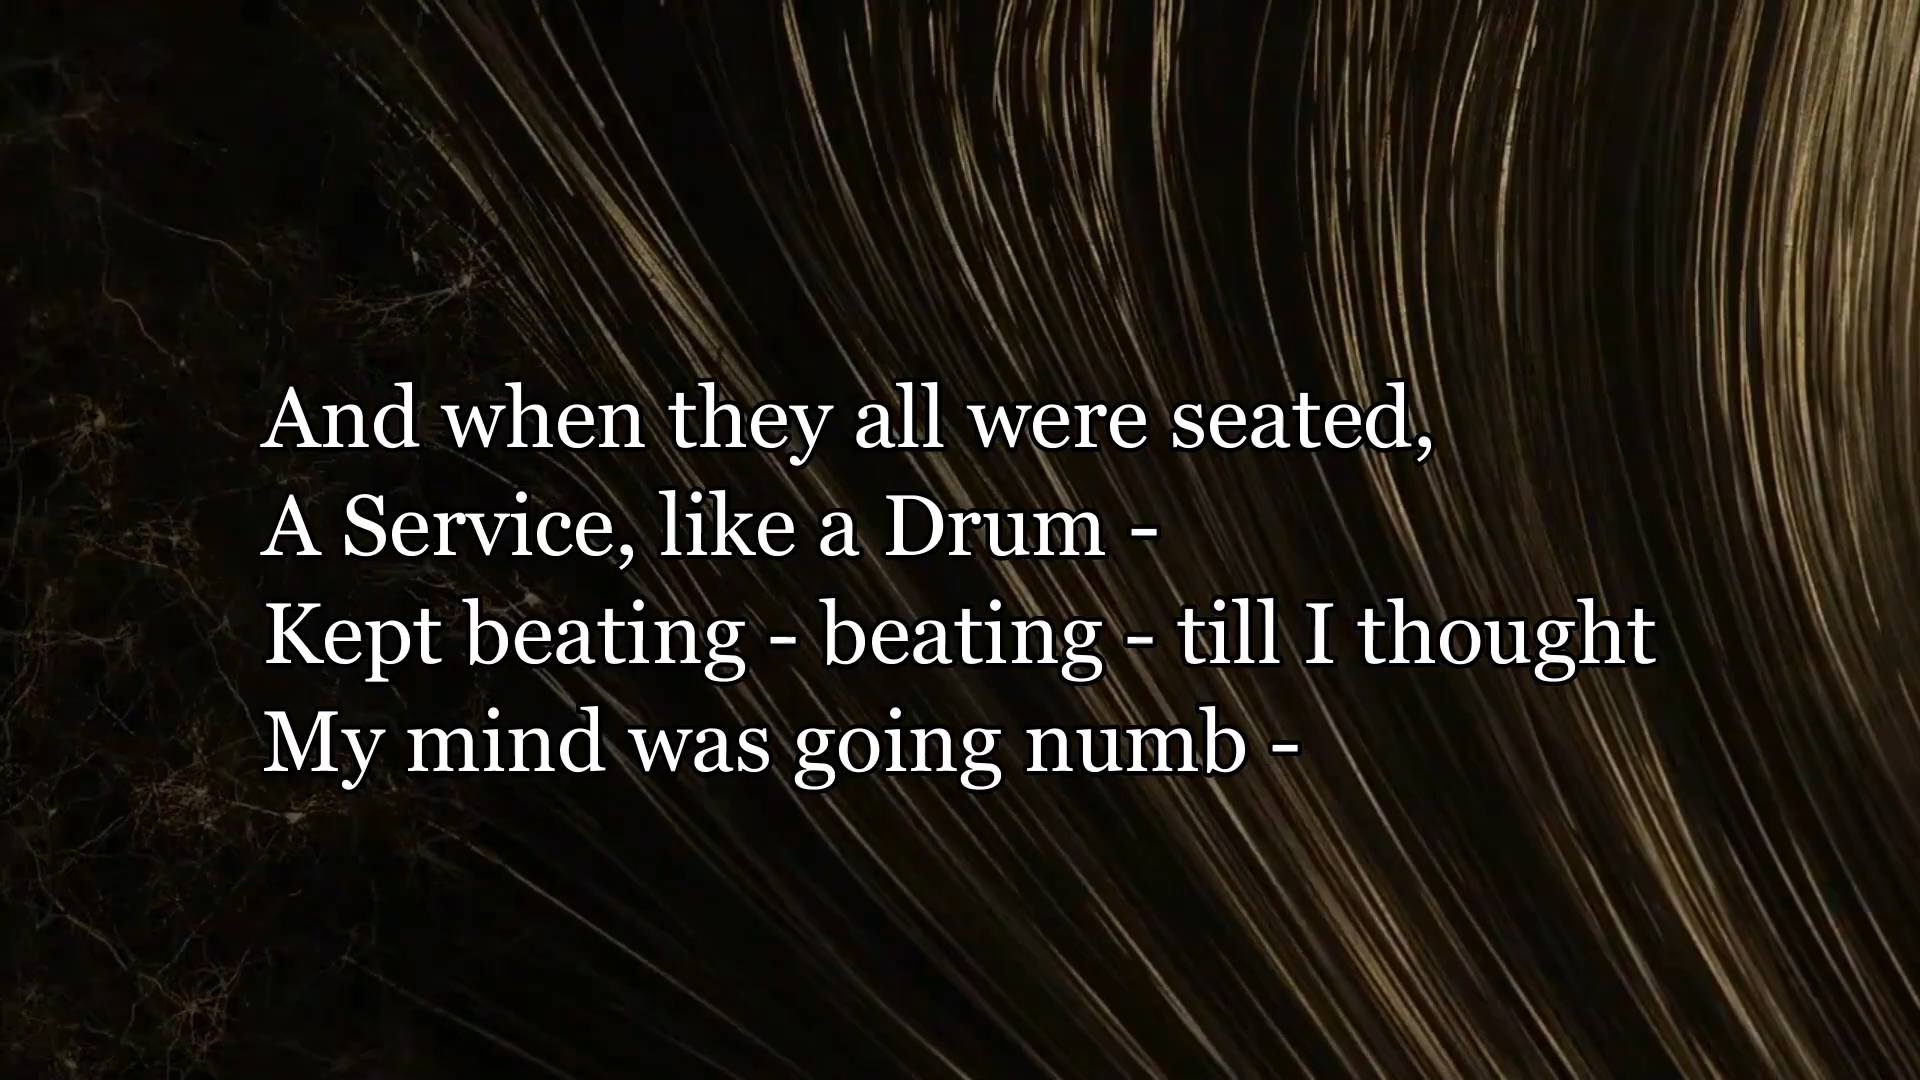 And when they all were seated,
A Service, like a Drum -
Kept beating - beating - till I thought
My mind was going numb -